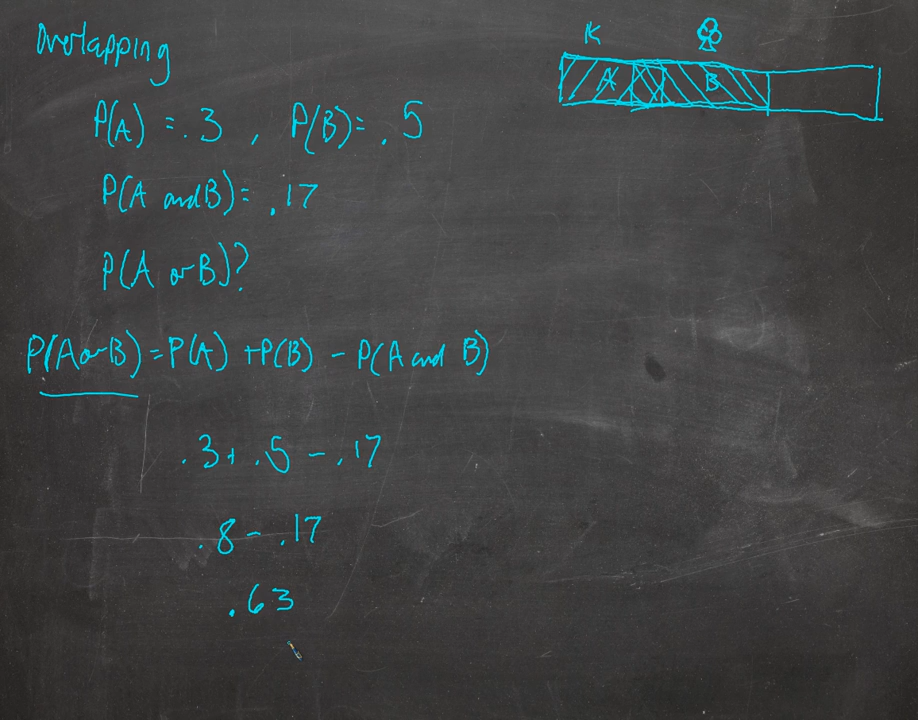 Overlapping
K ♣
A B
P(A) = .3 , P(B) = .5
P(A and B) = .17
P(A or B)?
P(A or B) = P(A) + P(B) - P(A and B)
.3 + .5 - .17
.8 - .17
.63